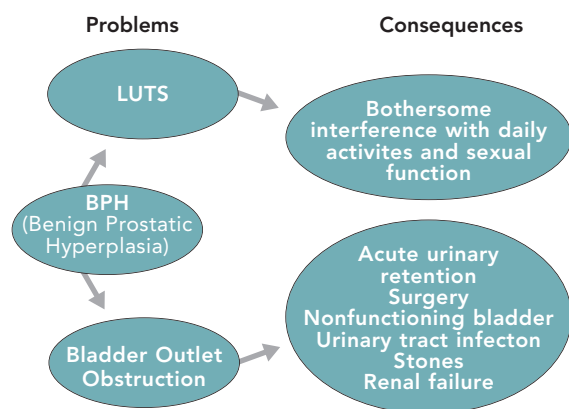 Problems
Consequences
LUTS
Bothersome
interference with daily
activites and sexual
function
BPH
(Benign Prostatic
Hyperplasia)
Acute urinary
retention
Surgery
Nonfunctioning bladder
Urinary tract infecton
Stones
Renal failure
Bladder Outlet
Obstruction